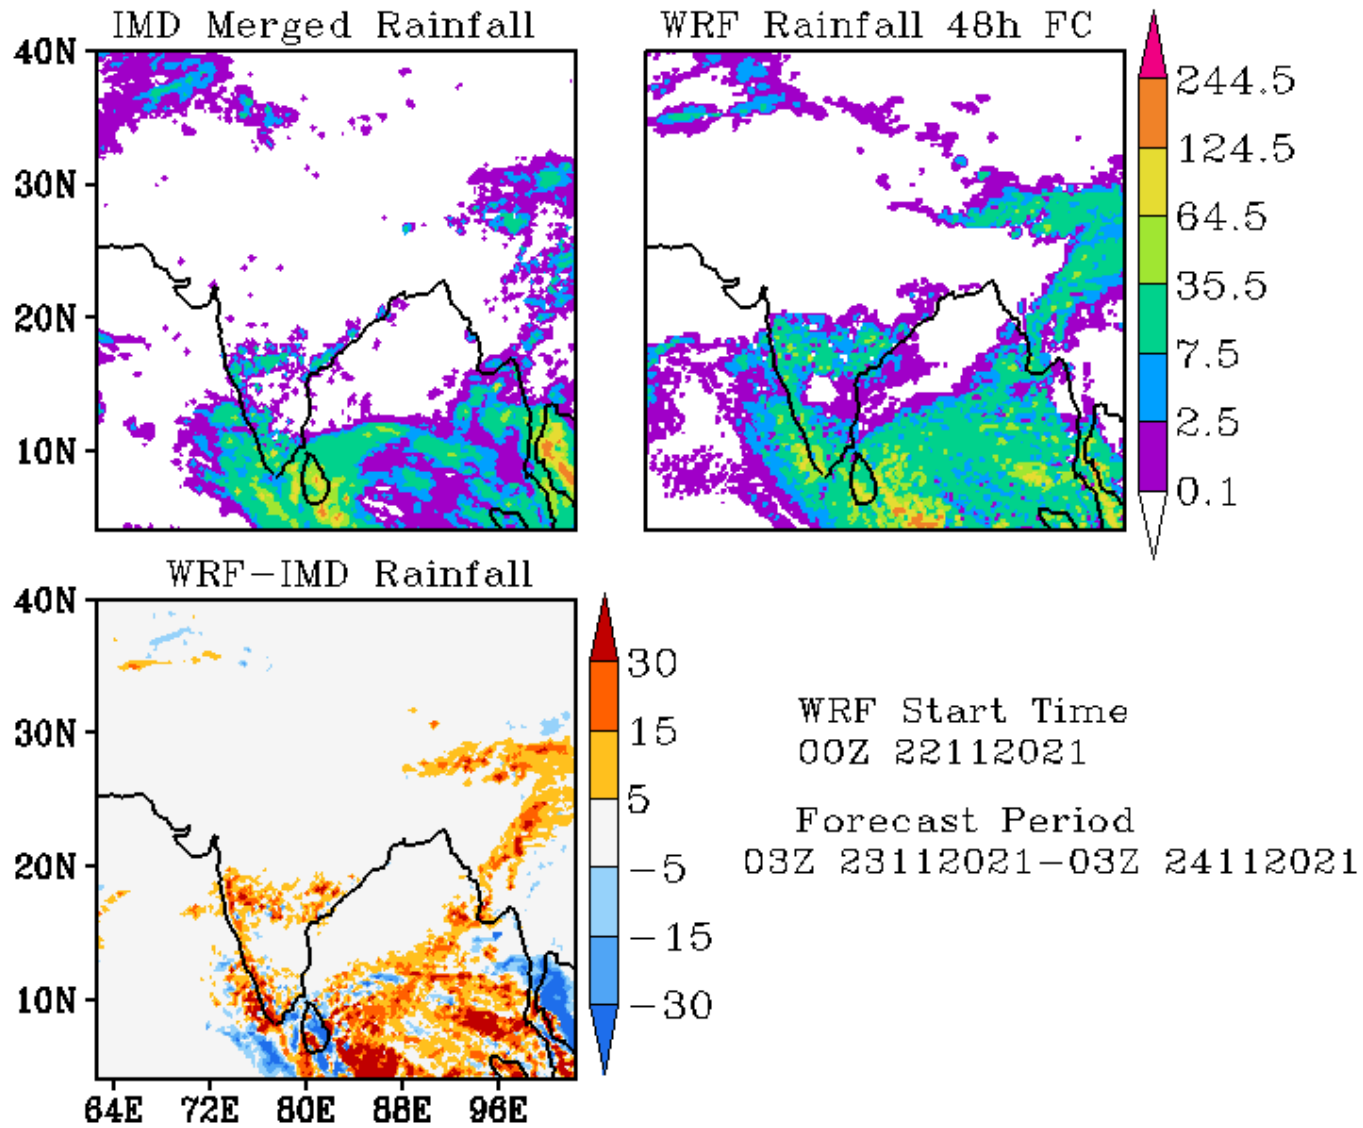 IMD Merged Rainfall
WRF Rainfall 48h FC
40N
30N
20N
10N
244.5
124.5
64.5
35.5
7.5
2.5
0.1
WRF-IMD Rainfall
40N
30N
20N
10N
64E 72E 80E 88E 96E
30
15
5
-5
-15
-30
WRF Start Time
00Z 22112021
Forecast Period
03Z 23112021-03Z 24112021